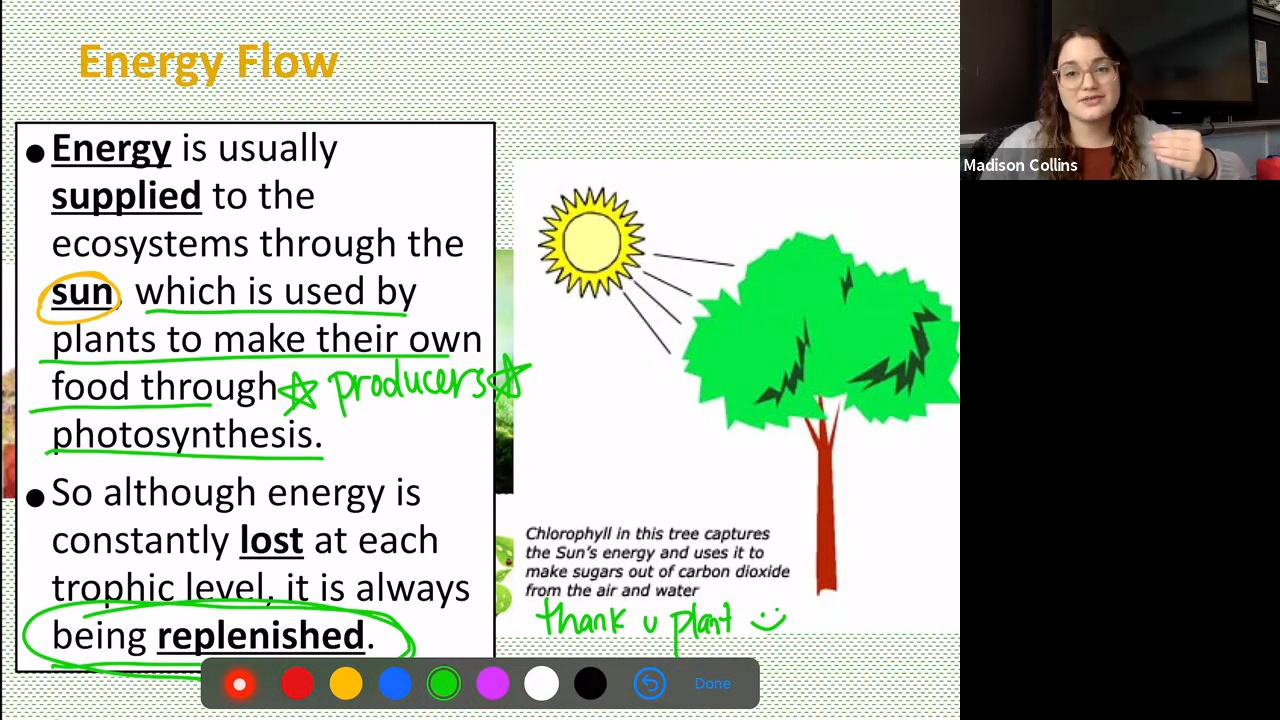 Energy Flow
● Energy is usually
supplied to the
ecosystems through the
sun, which is used by
plants to make their own
food through ☆ producers ☆
photosynthesis.
● So although energy is
constantly lost at each
trophic level, it is always
being replenished.
Chlorophyll in this tree captures
the Sun's energy and uses it to
make sugars out of carbon dioxide
from the air and water
thank u plant :)
Done
Madison Collins